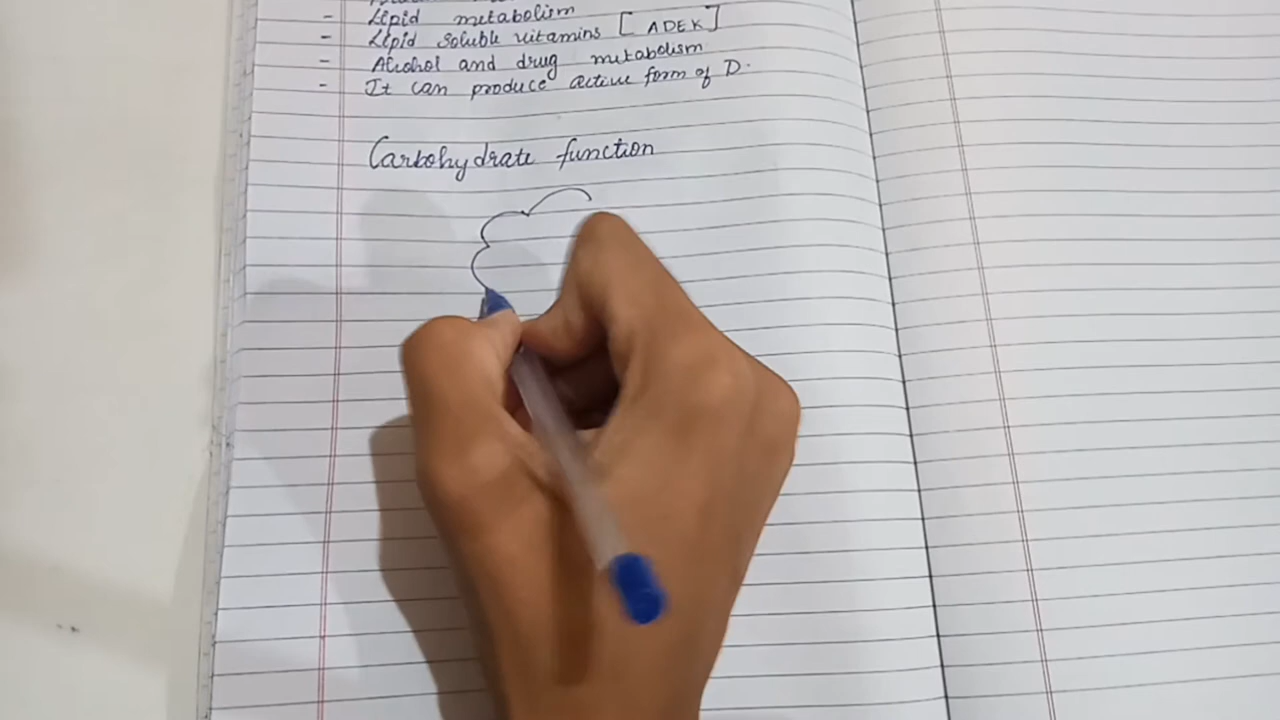 - Lipid metabolism
- Lipid soluble vitamins [ADEK]
- Alcohol and drug metabolism
- It can produce active form of D.
Carbohydrate function